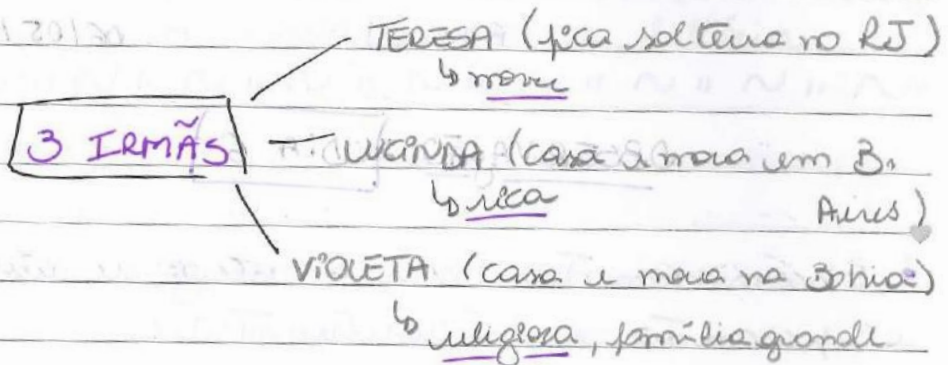 TERESA (fica solteira no RJ)
↳ morre
3 IRMÃS
LUCINDA (casa e mora em B.
↳ rica Aires)
VIOLETA (casa e mora na Bahia)
↳ religiosa, família grande